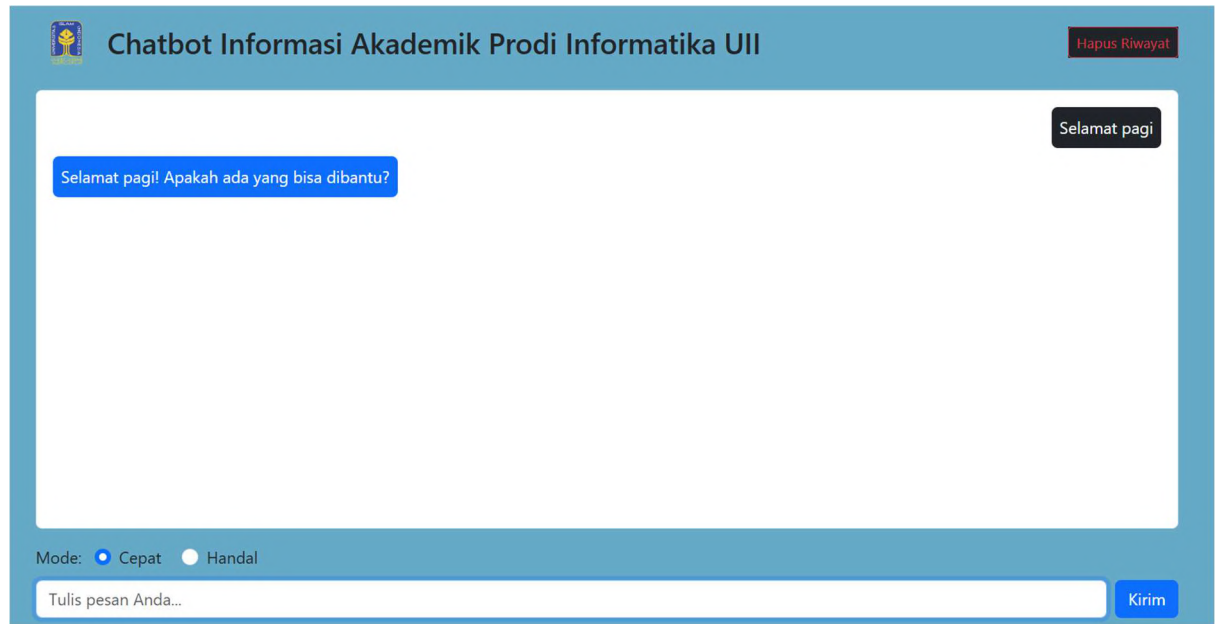 Chatbot Informasi Akademik Prodi Informatika UII
Hapus Riwayat
Selamat pagi
Selamat pagi! Apakah ada yang bisa dibantu?
Mode: Cepat Handal
Tulis pesan Anda...
Kirim